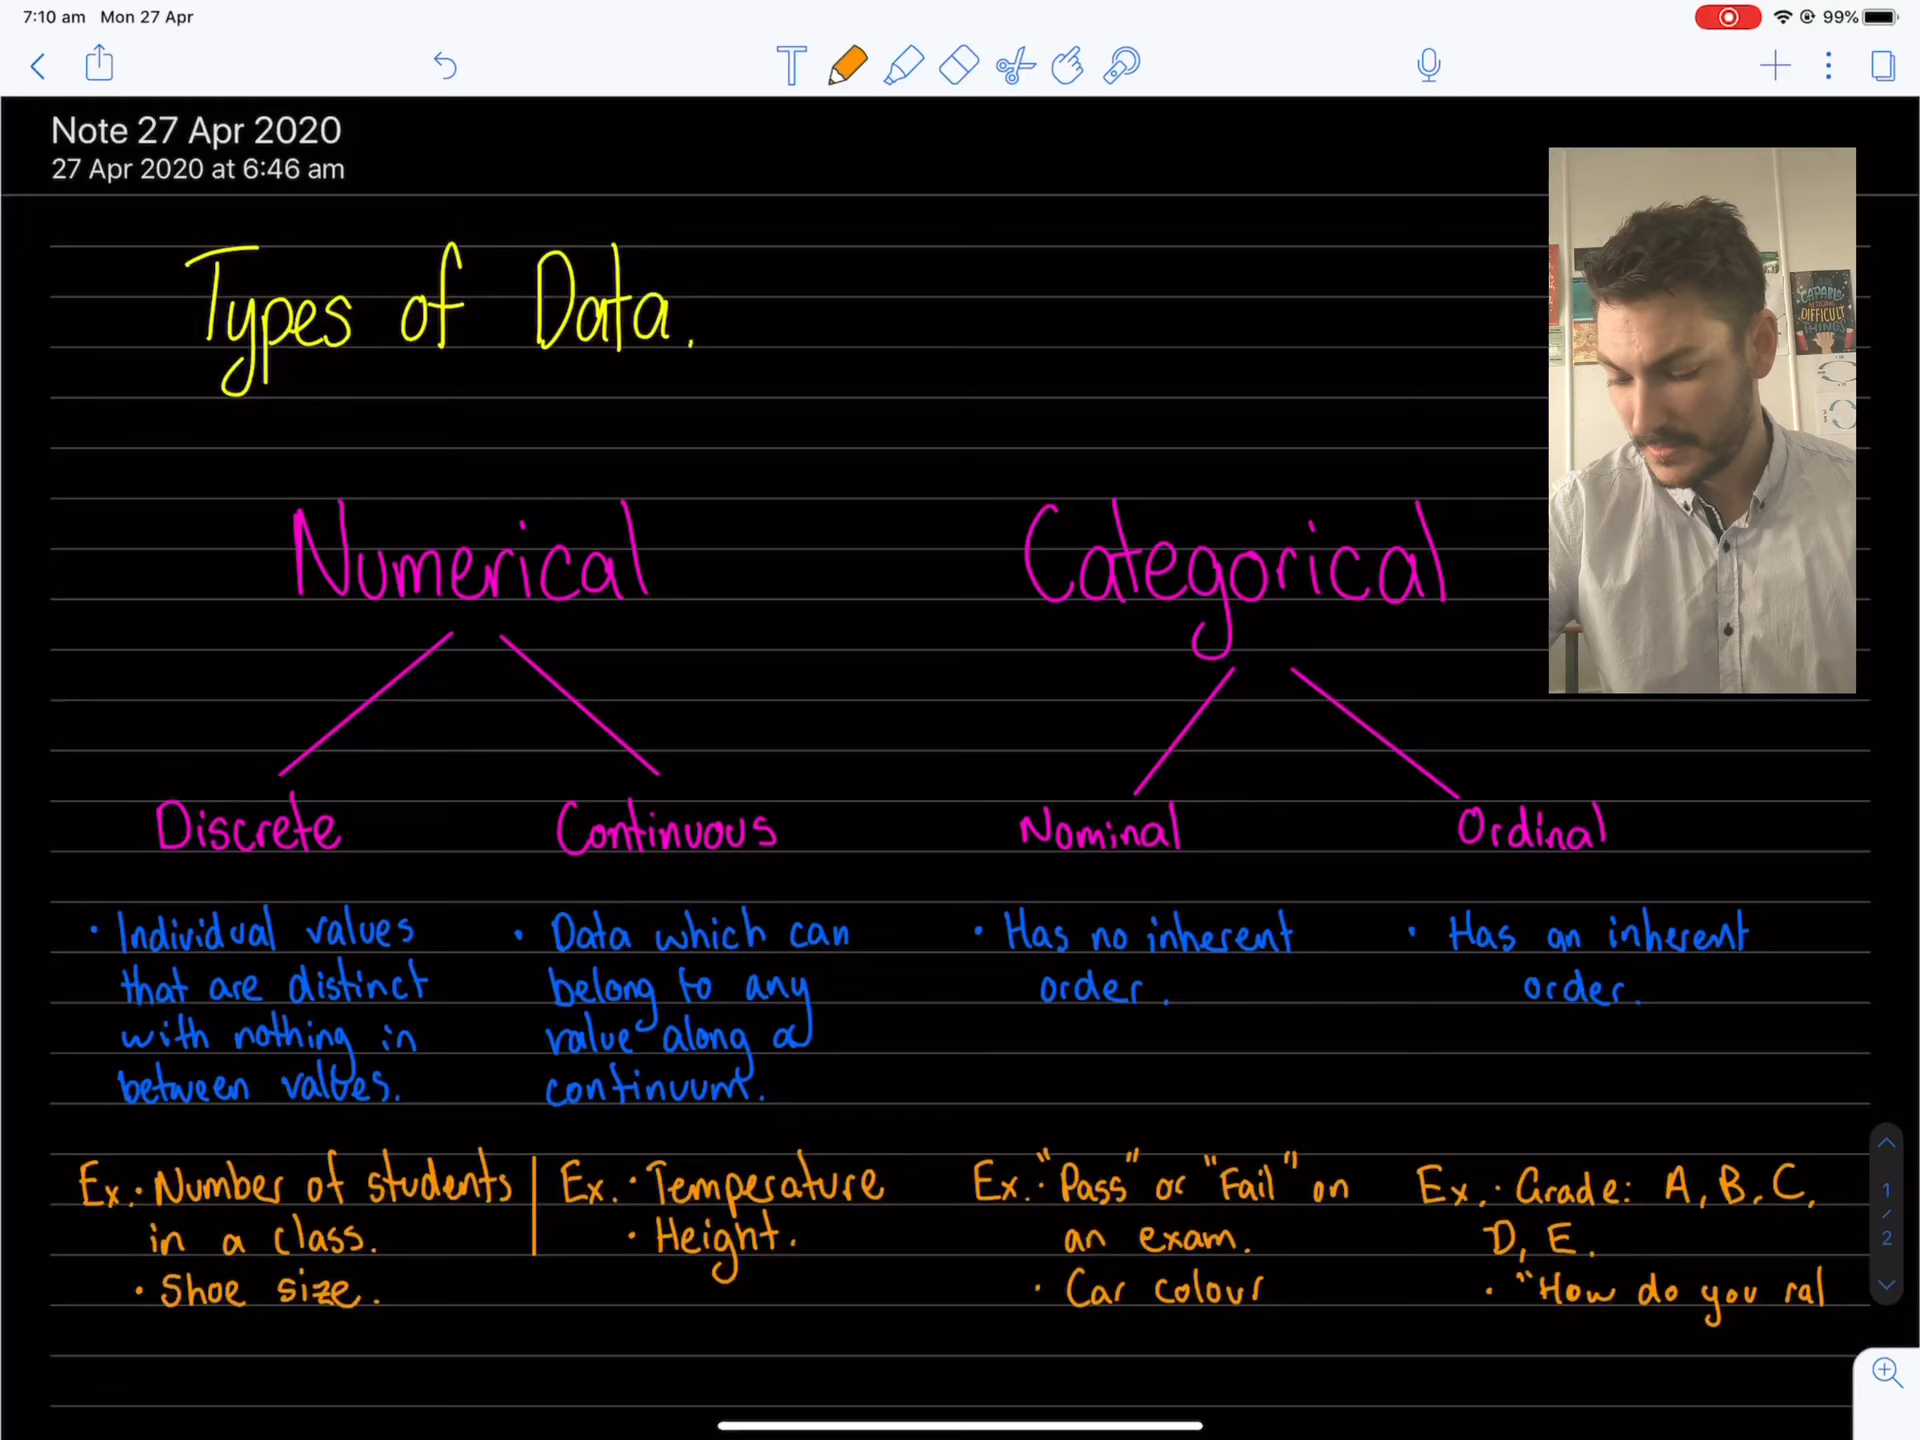 7:10 am Mon 27 Apr
99%
Note 27 Apr 2020
27 Apr 2020 at 6:46 am
CAPABLE
DIFFICULT
THINGS
Types of Data.
Numerical
Categorical
Discrete
Continuous
Nominal
Ordinal
· Individual values
that are distinct
with nothing in
between values.
· Data which can
belong to any
value along a
continuum.
· Has no inherent
order.
· Has an inherent
order.
Ex. · Number of students
in a class.
· Shoe size.
Ex. · Temperature
· Height.
Ex. · "Pass" or "Fail" on
an exam.
· Car colour
Ex. · Grade: A, B, C,
D, E.
· "How do you ra
1
/
2